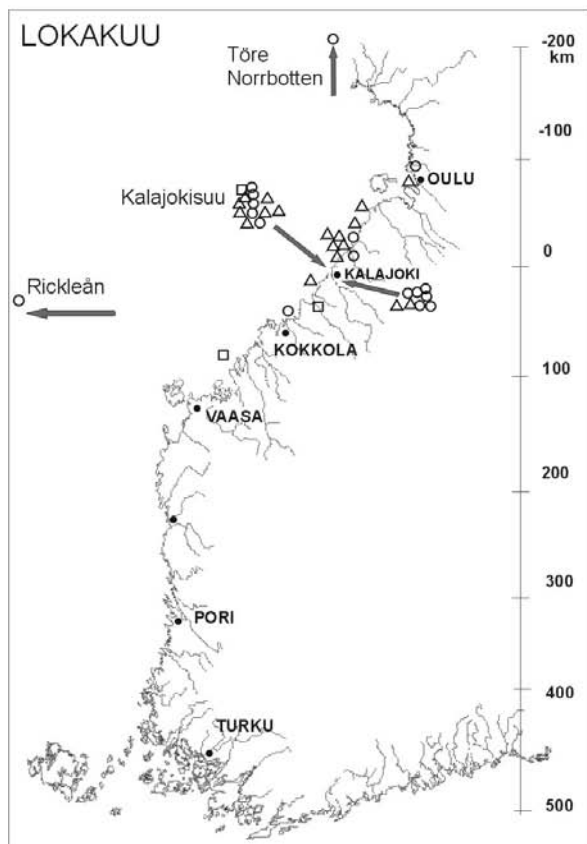 LOKAKUU
Töre
Norrbotten
-200
km
-100
OULU
Kalajokisuu
0
KALAJOKI
Rickleån
KOKKOLA
100
VAASA
200
300
PORI
400
TURKU
500